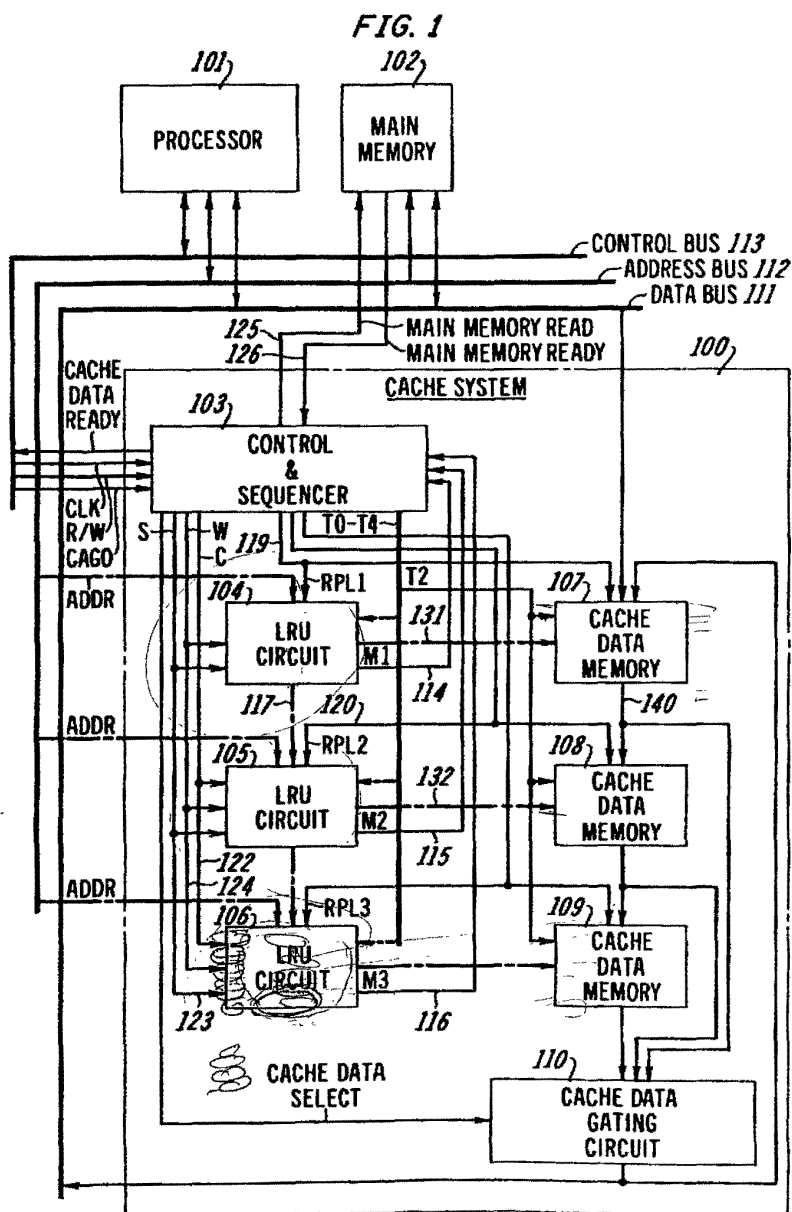 FIG. 1
101
102
PROCESSOR
MAIN
MEMORY
CONTROL BUS 113
ADDRESS BUS 112
DATA BUS 111
125
MAIN MEMORY READ
126
MAIN MEMORY READY
100
CACHE
DATA
READY
CACHE SYSTEM
103
CONTROL
&
SEQUENCER
CLK
R/W
CAGO
S
W
C
119
T0-T4
ADDR
104
RPL1
T2
107
LRU
CIRCUIT
131
CACHE
DATA
MEMORY
M1
114
117
120
140
ADDR
105
RPL2
108
LRU
CIRCUIT
132
CACHE
DATA
MEMORY
M2
115
122
124
ADDR
106
RPL3
109
LRU
CIRCUIT
CACHE
DATA
MEMORY
M3
123
116
CACHE DATA
SELECT
110
CACHE DATA
GATING
CIRCUIT